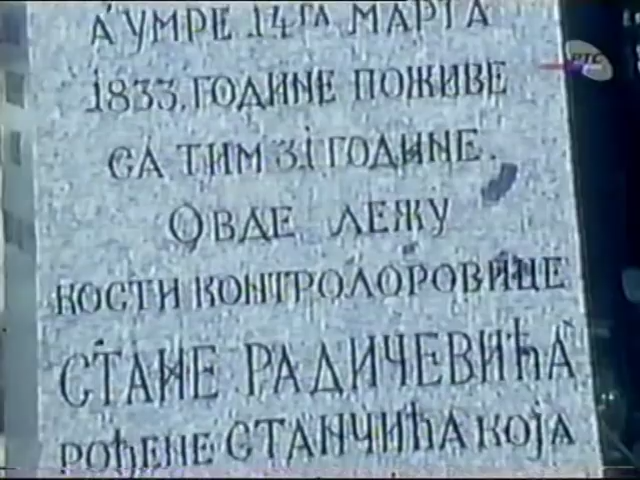 А УМРЕ 14ГА МАРТА
1833. ГОДИНЕ ПОЖИВЕ
СА ТИМ 31 ГОДИНЕ.
ОВДЕ ЛЕЖУ
КОСТИ КОНТРОЛОРОВИЦЕ
СТАНЕ РАДИЧЕВИЋА
РОЂЕНЕ СТАНЧИЋА КОЈА
РТС